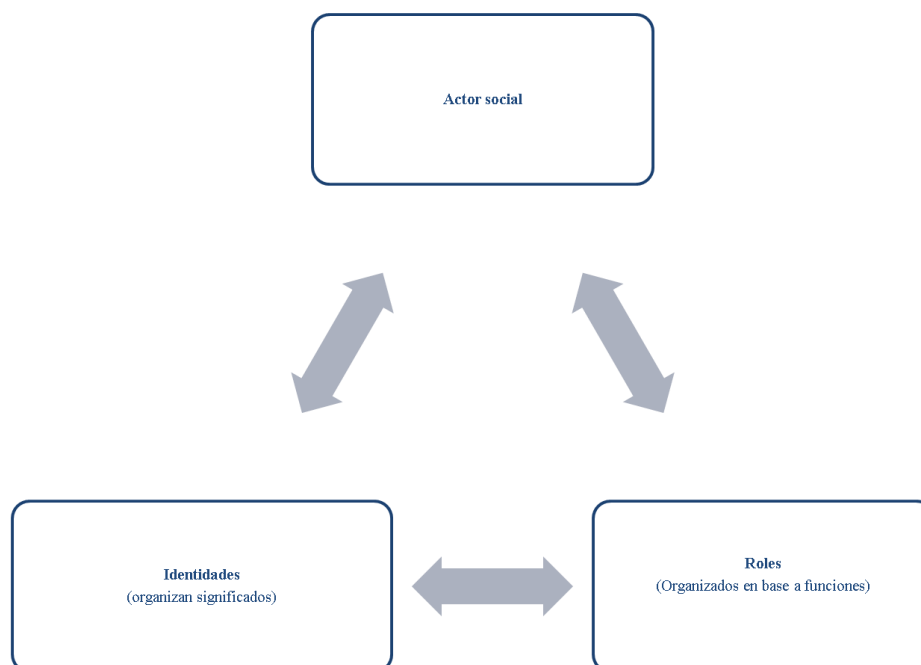 Actor social
Identidades
(organizan significados)
Roles
(Organizados en base a funciones)